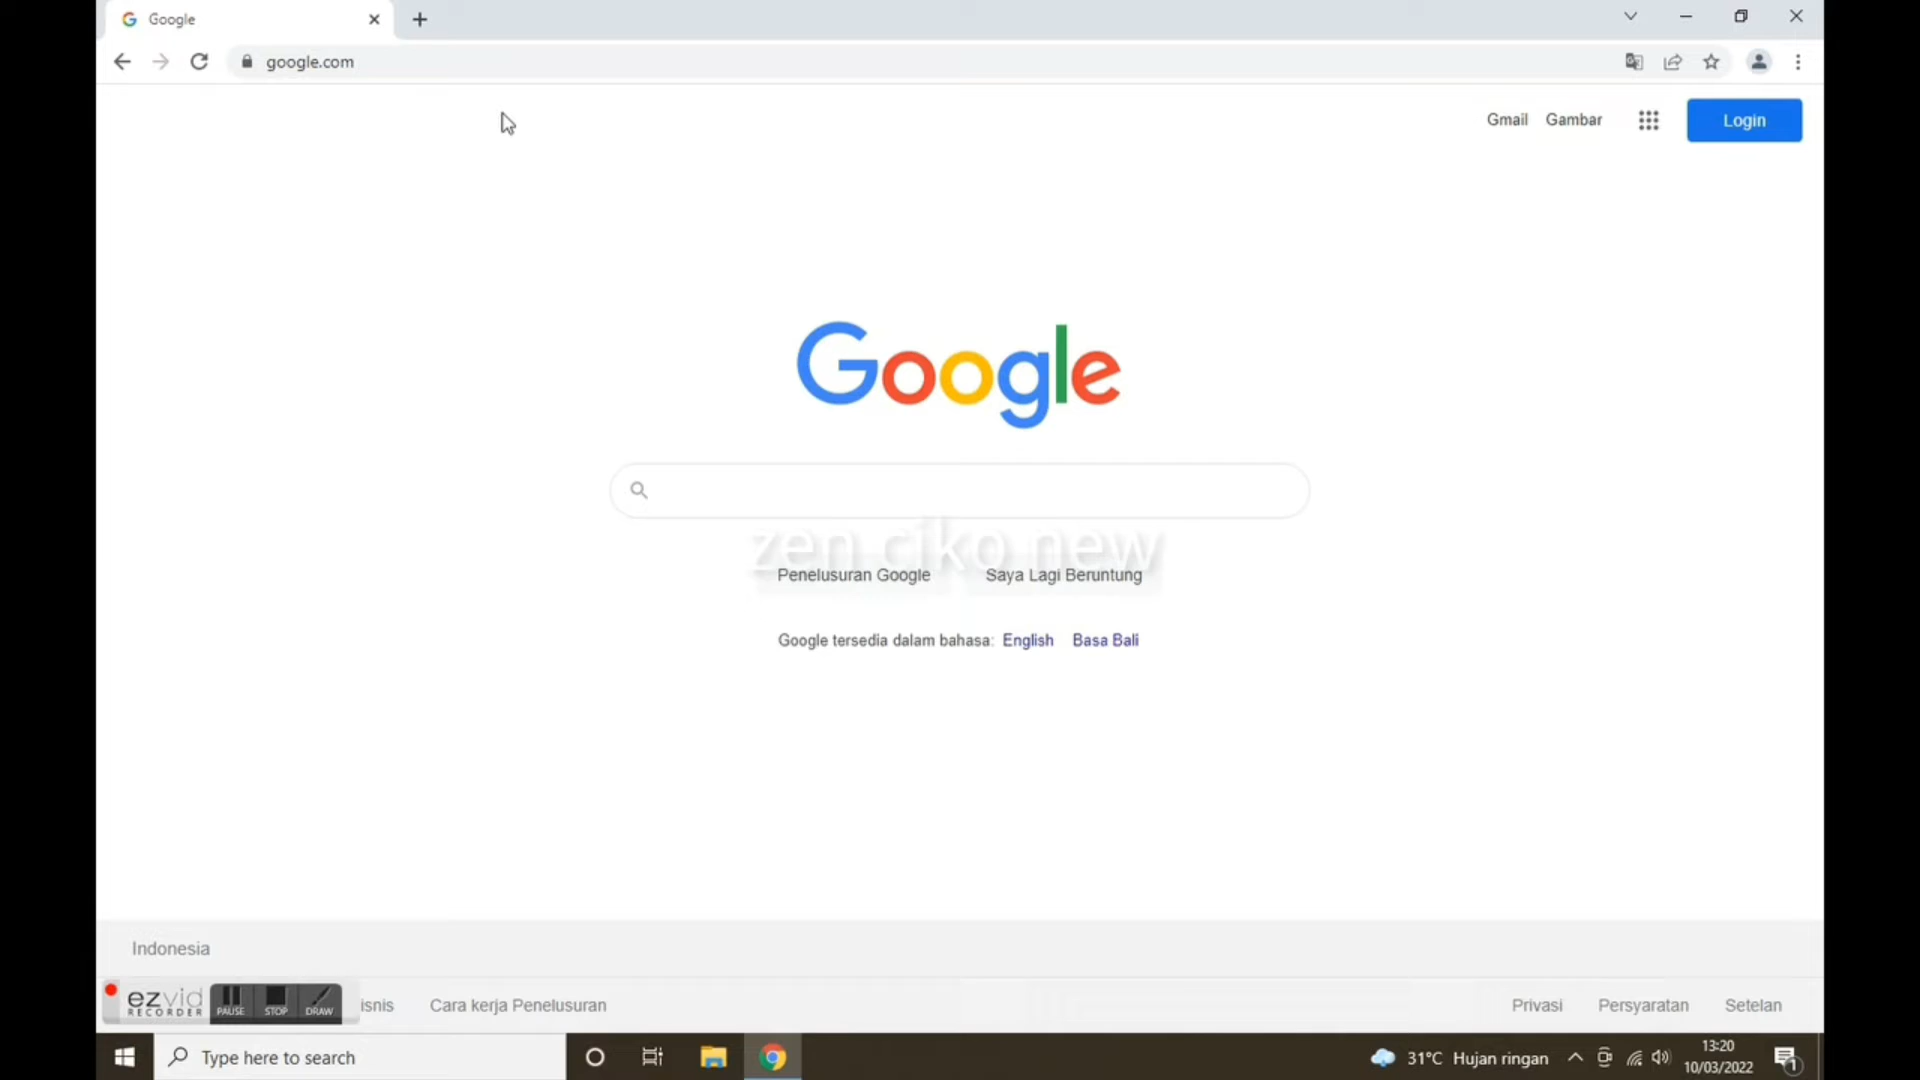 Google
google.com
Gmail Gambar Login
Google
zen ciko new
Penelusuran Google Saya Lagi Beruntung
Google tersedia dalam bahasa: English Basa Bali
Indonesia
ezvid
RECORDER
PAUSE STOP DRAW
isnis Cara kerja Penelusuran Privasi Persyaratan Setelan
Type here to search
31°C Hujan ringan
13:20
10/03/2022
1